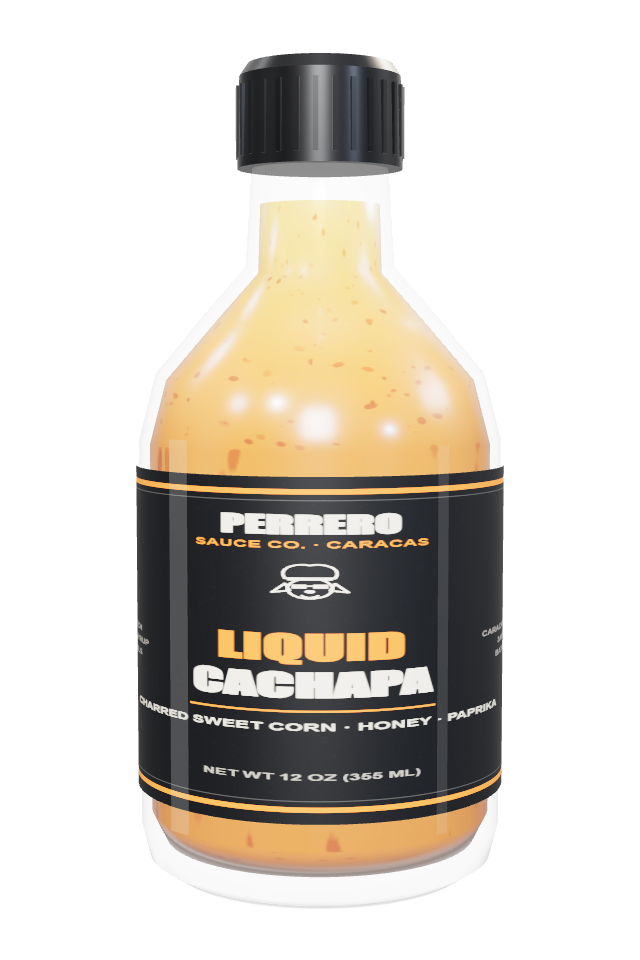 PERRERO
SAUCE CO. · CARACAS
LIQUID
CACHAPA
CHARRED SWEET CORN · HONEY · PAPRIKA
NET WT 12 OZ (355 ML)